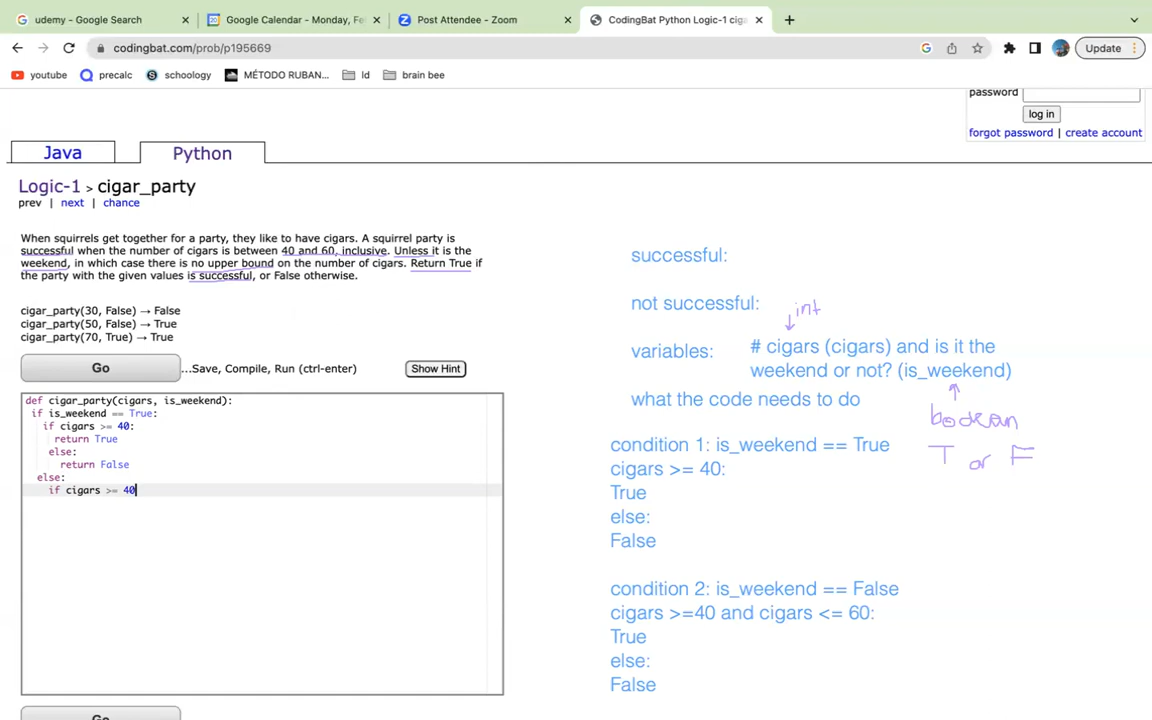 udemy - Google Search
Google Calendar - Monday, Fe
Post Attendee - Zoom
CodingBat Python Logic-1 ciga
codingbat.com/prob/p195669
Update
youtube
precalc
schoology
MÉTODO RUBAN...
ld
brain bee
password
log in
forgot password | create account
Java
Python
Logic-1 > cigar_party
prev | next | chance
When squirrels get together for a party, they like to have cigars. A squirrel party is
successful when the number of cigars is between 40 and 60, inclusive. Unless it is the
weekend, in which case there is no upper bound on the number of cigars. Return True if
the party with the given values is successful, or False otherwise.
cigar_party(30, False) → False
cigar_party(50, False) → True
cigar_party(70, True) → True
Go
...Save, Compile, Run (ctrl-enter)
Show Hint
def cigar_party(cigars, is_weekend):
if is_weekend == True:
if cigars >= 40:
return True
else:
return False
else:
if cigars >= 40
Go
successful:
not successful:
int
variables:
# cigars (cigars) and is it the
weekend or not? (is_weekend)
what the code needs to do
boolean
T or F
condition 1: is_weekend == True
cigars >= 40:
True
else:
False
condition 2: is_weekend == False
cigars >=40 and cigars <= 60:
True
else:
False